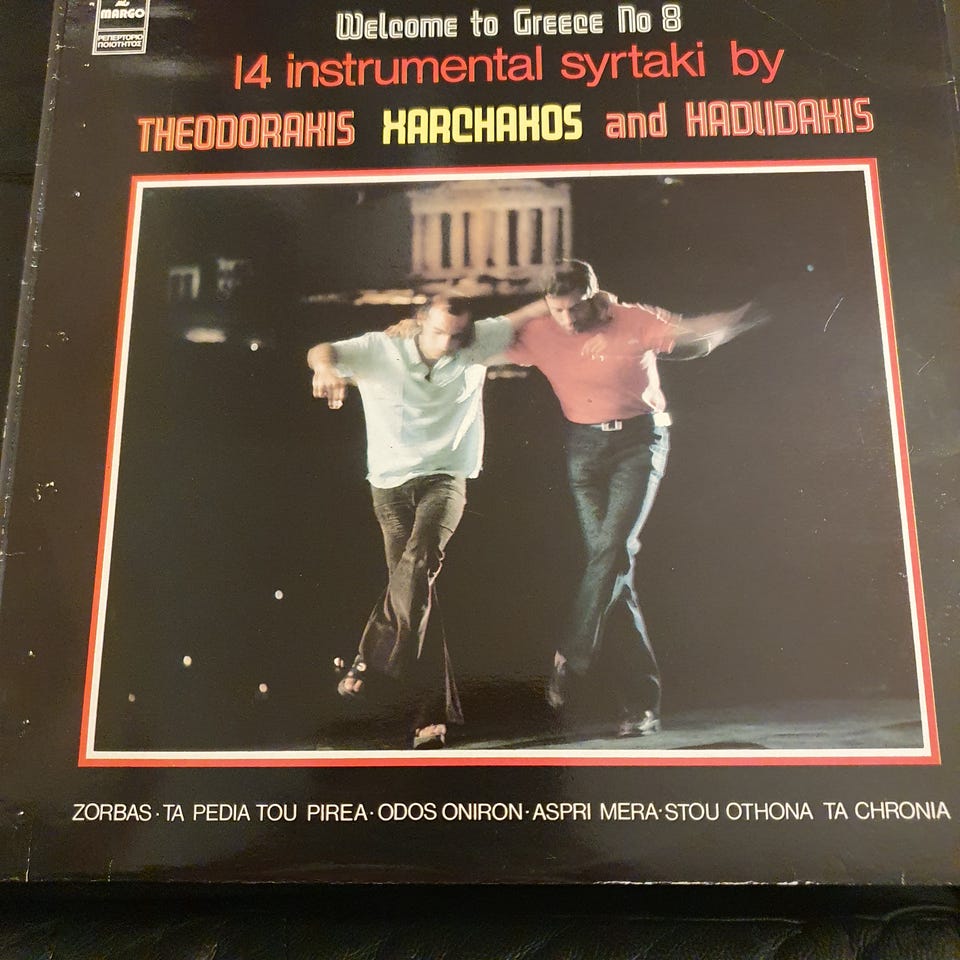 MARGO
ΡΕΠΕΡΤΟΡΙΟ
ΠΟΙΟΤΗΤΟΣ
Welcome to Greece No 8
14 instrumental syrtaki by
THEODORAKIS XARCHAKOS and HADJIDAKIS
ZORBAS·TA PEDIA TOU PIREA·ODOS ONIRON·ASPRI MERA·STOU OTHONA TA CHRONIA